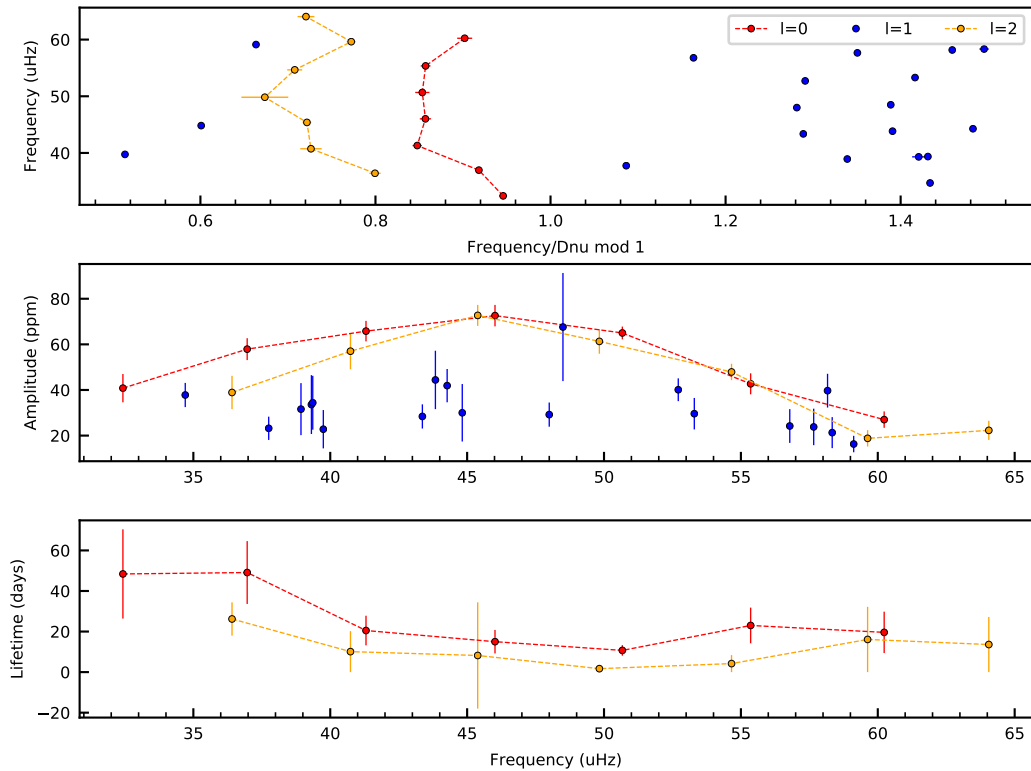 Frequency (uHz)
60
50
40
l=0 l=1 l=2
0.6 0.8 1.0 1.2 1.4
Frequency/Dnu mod 1
Amplitude (ppm)
80
60
40
20
35 40 45 50 55 60 65
Lifetime (days)
60
40
20
0
−20
35 40 45 50 55 60 65
Frequency (uHz)